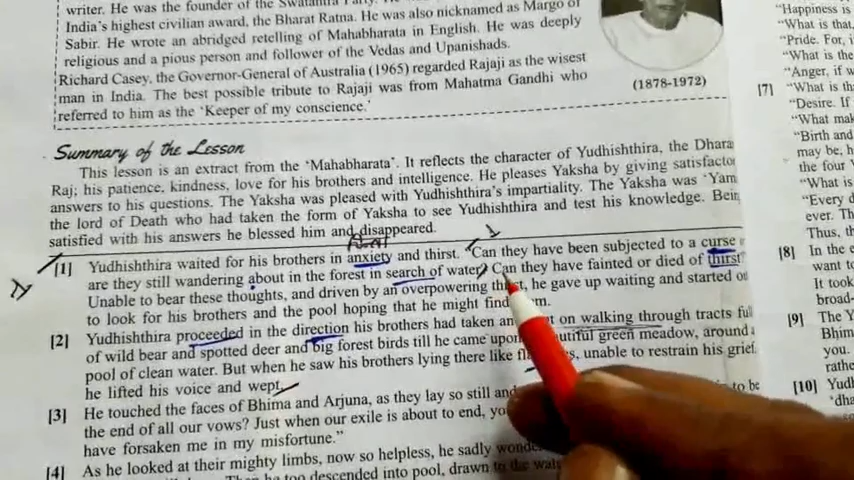 writer. He was the founder of the Swatantra Party. He was
India's highest civilian award, the Bharat Ratna. He was also nicknamed as Margo of
Sabir. He wrote an abridged retelling of Mahabharata in English. He was deeply
religious and a pious person and follower of the Vedas and Upanishads.
Richard Casey, the Governor-General of Australia (1965) regarded Rajaji as the wisest
man in India. The best possible tribute to Rajaji was from Mahatma Gandhi who
referred to him as the 'Keeper of my conscience.'
(1878-1972)
Summary of the Lesson
This lesson is an extract from the 'Mahabharata'. It reflects the character of Yudhishthira, the Dhara
Raj; his patience, kindness, love for his brothers and intelligence. He pleases Yaksha by giving satisfacto
answers to his questions. The Yaksha was pleased with Yudhishthira's impartiality. The Yaksha was 'Yam
the lord of Death who had taken the form of Yaksha to see Yudhishthira and test his knowledge. Bein
satisfied with his answers he blessed him and disappeared.
[1] Yudhishthira waited for his brothers in anxiety and thirst. "Can they have been subjected to a curse
are they still wandering about in the forest in search of water? Can they have fainted or died of thirst?
Unable to bear these thoughts, and driven by an overpowering thirst, he gave up waiting and started
to look for his brothers and the pool hoping that he might find
[2] Yudhishthira proceeded in the direction his brothers had taken and on walking through tracts
of wild bear and spotted deer and big forest birds till he came upon beautiful green meadow, around
pool of clean water. But when he saw his brothers lying there like unable to restrain his grief
he lifted his voice and wept.
[3] He touched the faces of Bhima and Arjuna, as they lay so still and to be
the end of all our vows? Just when our exile is about to end,
have forsaken me in my misfortune."
[4] As he looked at their mighty limbs, now so helpless, he sadly
too descended into pool, drawn to the
Happiness is
"What is that
"Pride. For, i
"What is the
"Anger, if w
[7] "What is tha
"Desire. If
"What mak
"Birth and
may be, h
the four V
"What is
"Every d
ever. T
Thus, th
[8] In the e
want to
It roar
broad-
[9] The Y
Bhim
you.
rathe
[10] Yudh
'dha